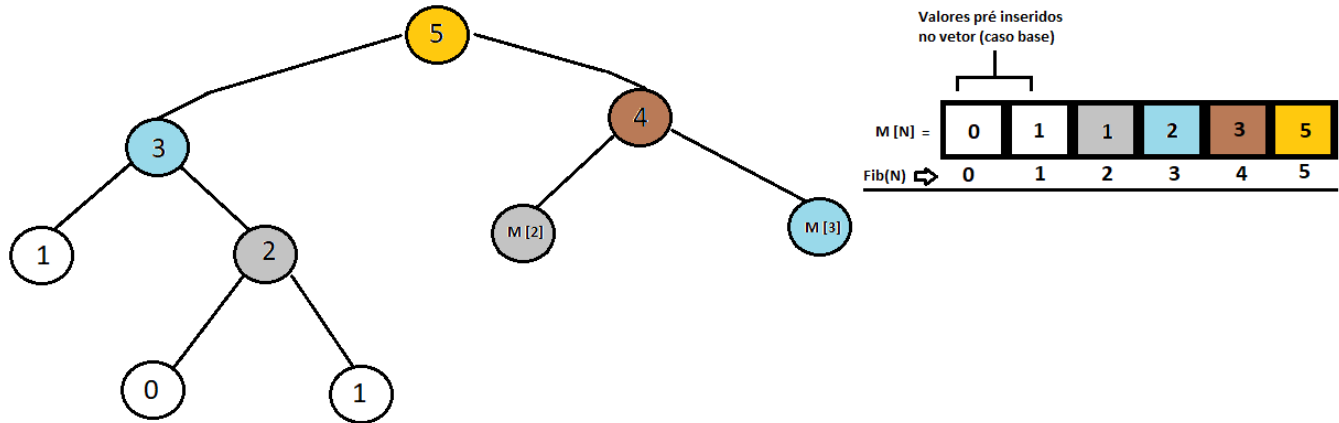 5
Valores pré inseridos
no vetor (caso base)
3
4
M [N] = 0 1 1 2 3 5
Fib(N) 0 1 2 3 4 5
1
2
M [2]
M [3]
0
1